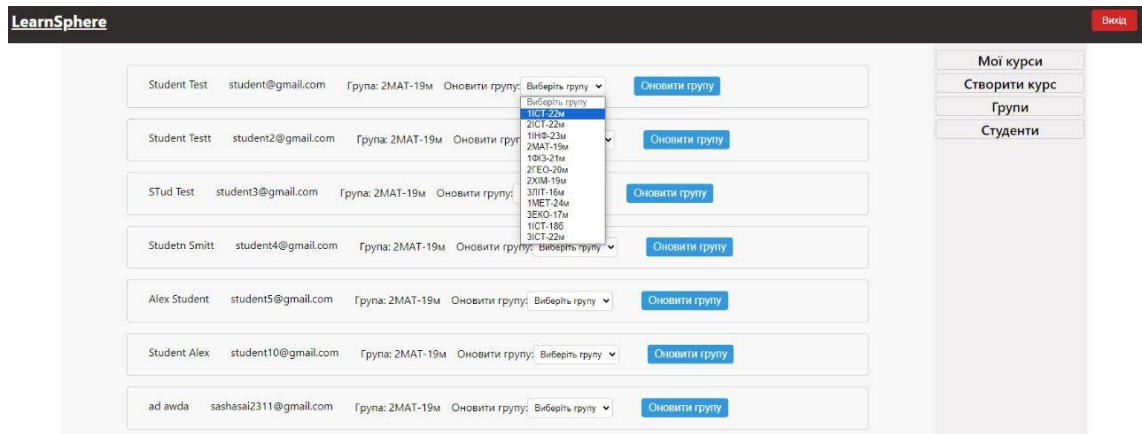 LearnSphere
Вихід
Мої курси
Створити курс
Групи
Студенти
Student Test student@gmail.com Група: 2МАТ-19м Оновити групу: Виберіть групу Оновити групу
Виберіть групу
1ІСТ-22м
2ІСТ-22м
1ІНФ-23м
2МАТ-19м
1ФІЗ-21м
2ГЕО-20м
2ХІМ-19м
3ЛІТ-16м
1МЕТ-24м
3ЕКО-17м
1ІСТ-18б
3ІСТ-22м
Student Testt student2@gmail.com Група: 2МАТ-19м Оновити груп Оновити групу
STud Test student3@gmail.com Група: 2МАТ-19м Оновити групу: Оновити групу
Studetn Smitt student4@gmail.com Група: 2МАТ-19м Оновити групу: Виберіть групу Оновити групу
Alex Student student5@gmail.com Група: 2МАТ-19м Оновити групу: Виберіть групу Оновити групу
Student Alex student10@gmail.com Група: 2МАТ-19м Оновити групу: Виберіть групу Оновити групу
ad awda sashasai2311@gmail.com Група: 2МАТ-19м Оновити групу: Виберіть групу Оновити групу